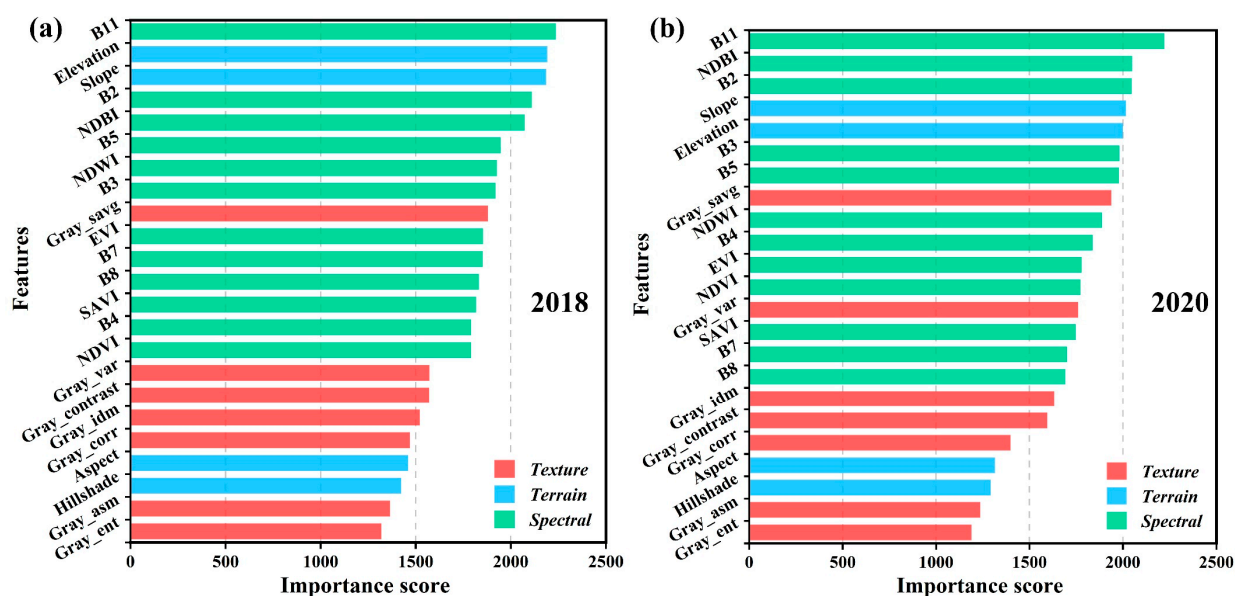 (a)
Features
B11
Elevation
Slope
B2
NDBI
B5
NDWI
B3
Gray_savg
EVI
B7
B8
SAVI
B4
NDVI
Gray_var
Gray_contrast
Gray_idm
Gray_corr
Aspect
Hillshade
Gray_asm
Gray_ent
2018
Texture
Terrain
Spectral
0 500 1000 1500 2000 2500
Importance score
(b)
Features
B11
NDBI
B2
Slope
Elevation
B3
B5
Gray_savg
NDWI
B4
EVI
NDVI
Gray_var
SAVI
B7
B8
Gray_idm
Gray_contrast
Gray_corr
Aspect
Hillshade
Gray_asm
Gray_ent
2020
Texture
Terrain
Spectral
0 500 1000 1500 2000 2500
Importance score